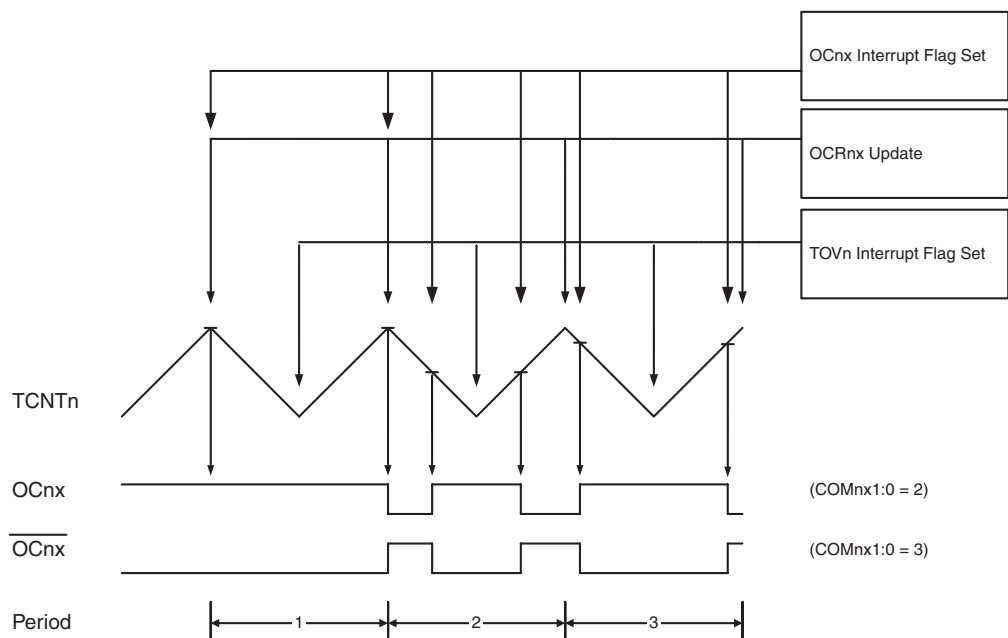 OCnx Interrupt Flag Set
OCRnx Update
TOVn Interrupt Flag Set
TCNTn
OCnx
(COMnx1:0 = 2)
OCnx
(COMnx1:0 = 3)
Period
1
2
3